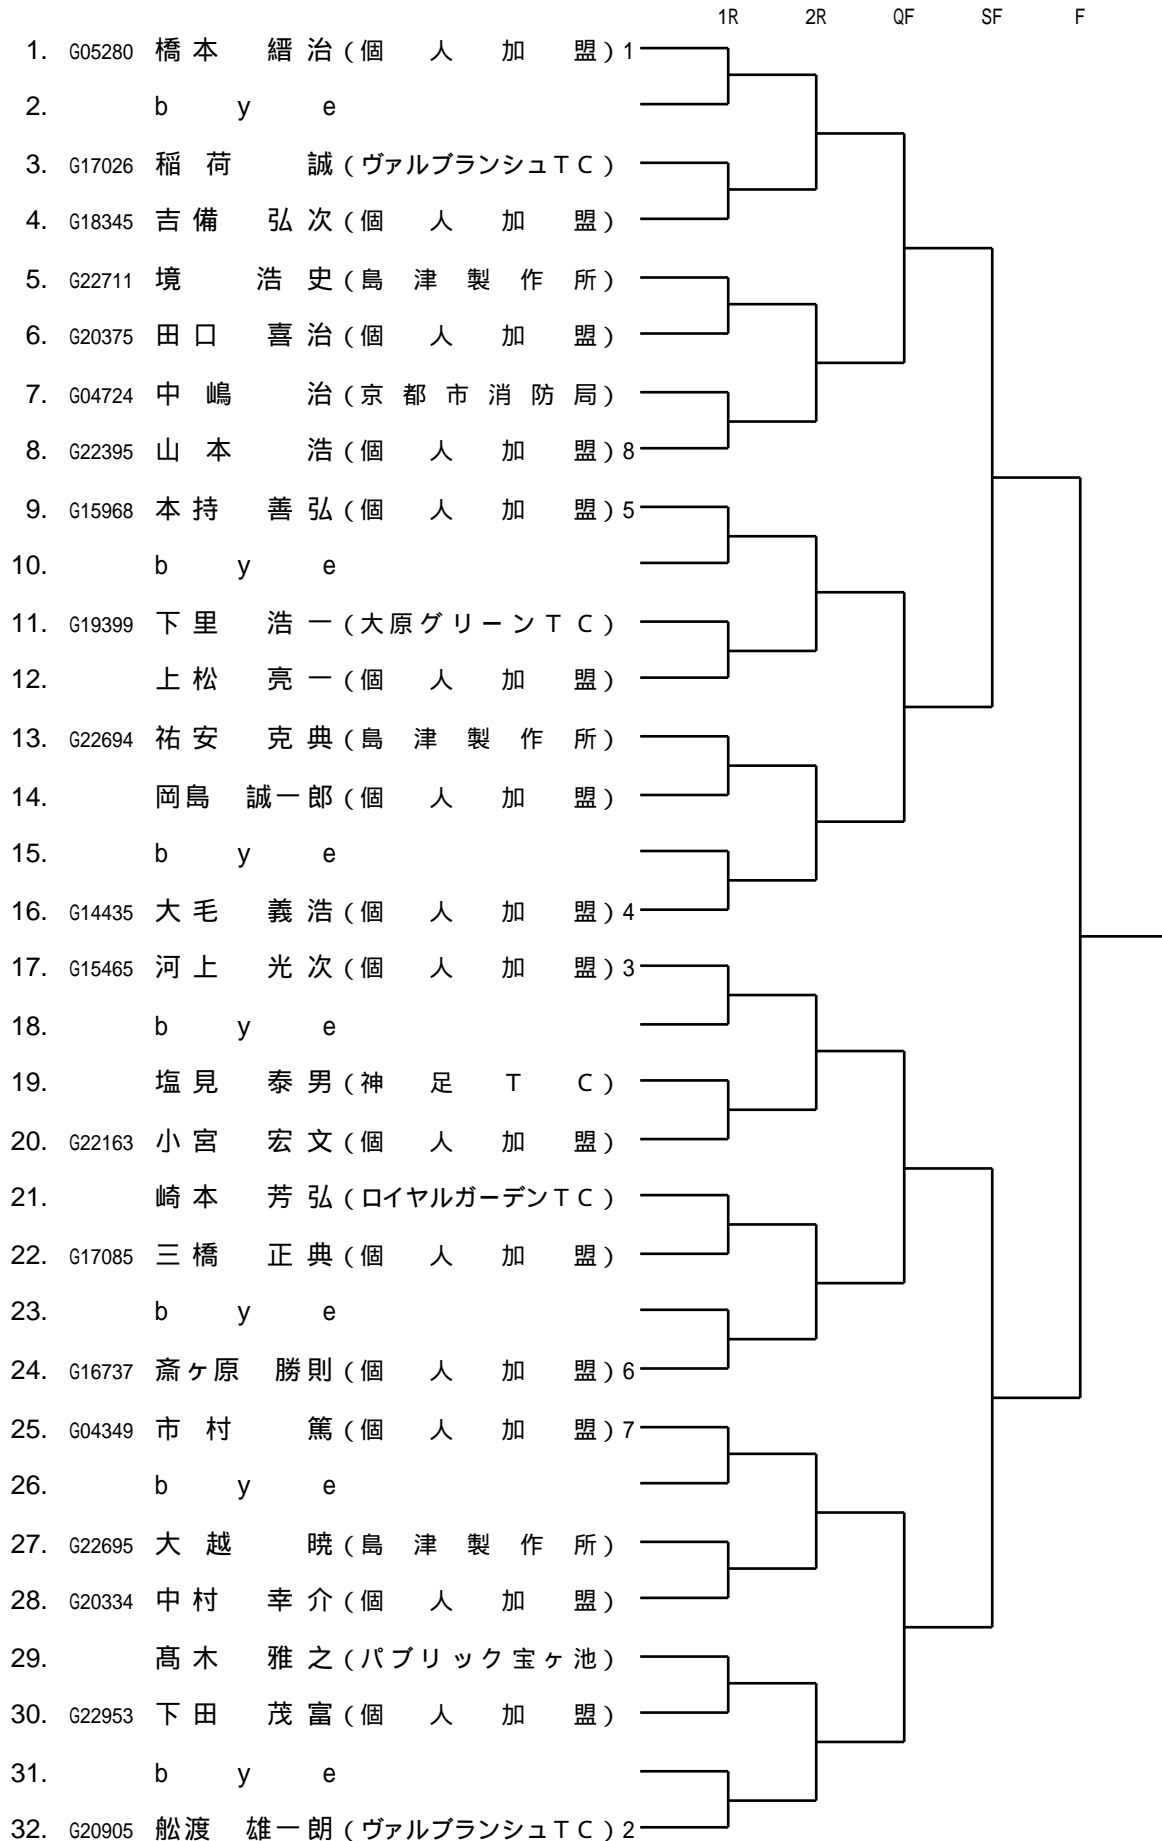 1R 2R QF SF F
1. G05280 橋本 縉治(個人加盟)1
2. bye
3. G17026 稲荷 誠(ヴァルブランシュTC)
4. G18345 吉備 弘次(個人加盟)
5. G22711 境 浩史(島津製作所)
6. G20375 田口 喜治(個人加盟)
7. G04724 中嶋 治(京都市消防局)
8. G22395 山本 浩(個人加盟)8
9. G15968 本持 善弘(個人加盟)5
10. bye
11. G19399 下里 浩一(大原グリーンTC)
12. 上松 亮一(個人加盟)
13. G22694 祐安 克典(島津製作所)
14. 岡島 誠一郎(個人加盟)
15. bye
16. G14435 大毛 義浩(個人加盟)4
17. G15465 河上 光次(個人加盟)3
18. bye
19. 塩見 泰男(神足TC)
20. G22163 小宮 宏文(個人加盟)
21. 崎本 芳弘(ロイヤルガーデンTC)
22. G17085 三橋 正典(個人加盟)
23. bye
24. G16737 斎ヶ原 勝則(個人加盟)6
25. G04349 市村 篤(個人加盟)7
26. bye
27. G22695 大越 暁(島津製作所)
28. G20334 中村 幸介(個人加盟)
29. 髙木 雅之(パブリック宝ヶ池)
30. G22953 下田 茂富(個人加盟)
31. bye
32. G20905 舩渡 雄一朗(ヴァルブランシュTC)2